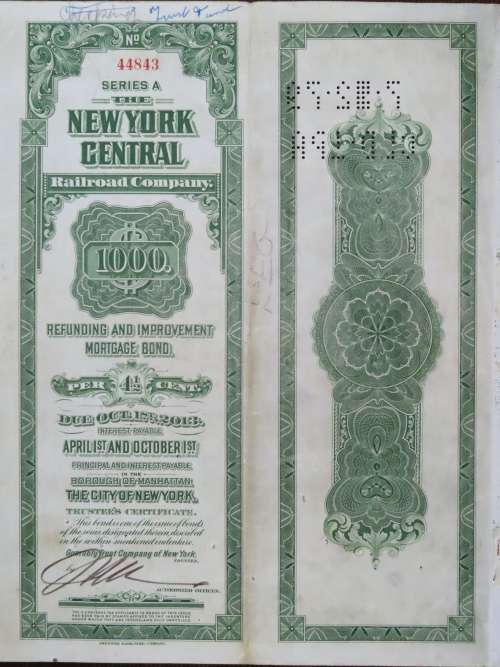 Trust Fund
No
44843
SERIES A
THE
NEW YORK
CENTRAL
Railroad Company.
$
1000.
REFUNDING AND IMPROVEMENT
MORTGAGE BOND.
PER 4½ CENT.
DUE OCT. 1ST, 2013.
INTEREST PAYABLE
APRIL 1ST AND OCTOBER 1ST.
PRINCIPAL AND INTEREST PAYABLE
IN THE
BOROUGH OF MANHATTAN
THE CITY OF NEW YORK.
TRUSTEE'S CERTIFICATE.
This bond is one of the issue of bonds
of the series designated therein described
in the within mentioned indenture.
Guaranty Trust Company of New York,
TRUSTEE,
AUTHORIZED OFFICER.